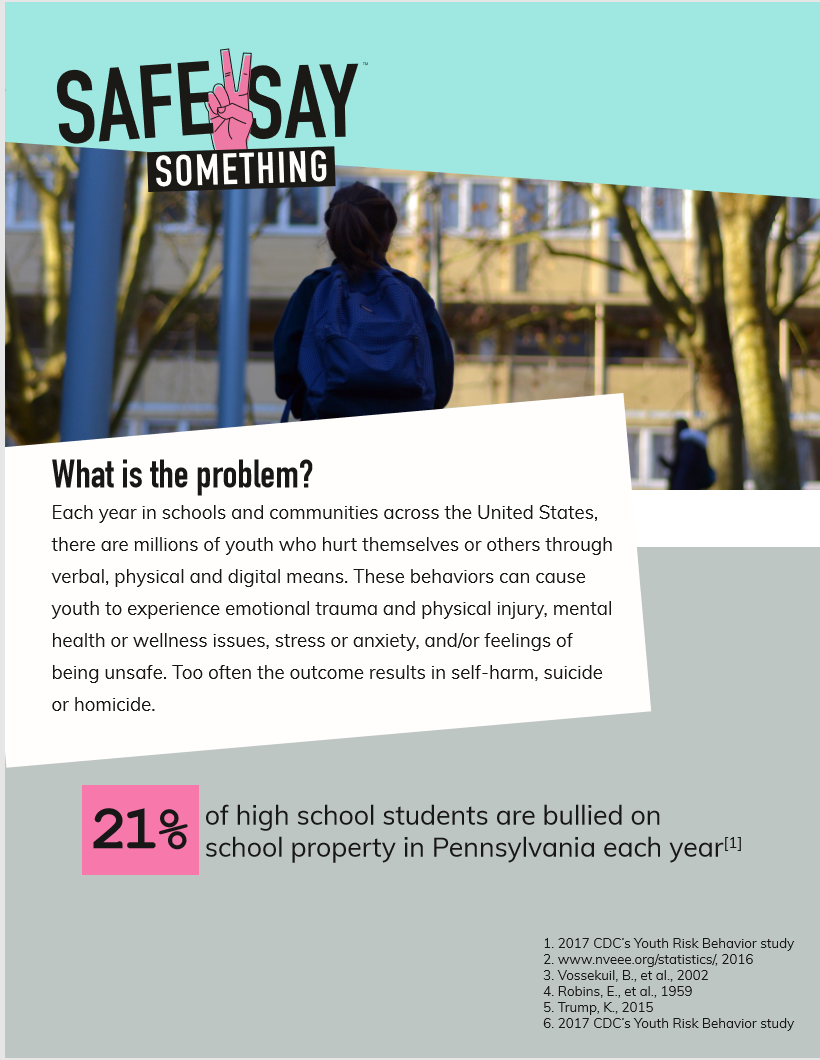 SAFE SAY™
SOMETHING
What is the problem?
Each year in schools and communities across the United States,
there are millions of youth who hurt themselves or others through
verbal, physical and digital means. These behaviors can cause
youth to experience emotional trauma and physical injury, mental
health or wellness issues, stress or anxiety, and/or feelings of
being unsafe. Too often the outcome results in self-harm, suicide
or homicide.
21% of high school students are bullied on
school property in Pennsylvania each year[1]
1. 2017 CDC's Youth Risk Behavior study
2. www.nveee.org/statistics/, 2016
3. Vossekuil, B., et al., 2002
4. Robins, E., et al., 1959
5. Trump, K., 2015
6. 2017 CDC's Youth Risk Behavior study